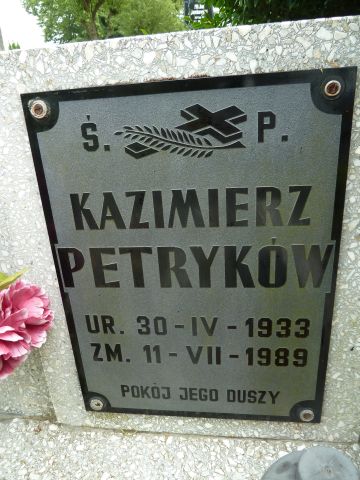 Ś. P.
KAZIMIERZ
PETRYKÓW
UR. 30-IV-1933
ZM. 11-VII-1989
POKÓJ JEGO DUSZY